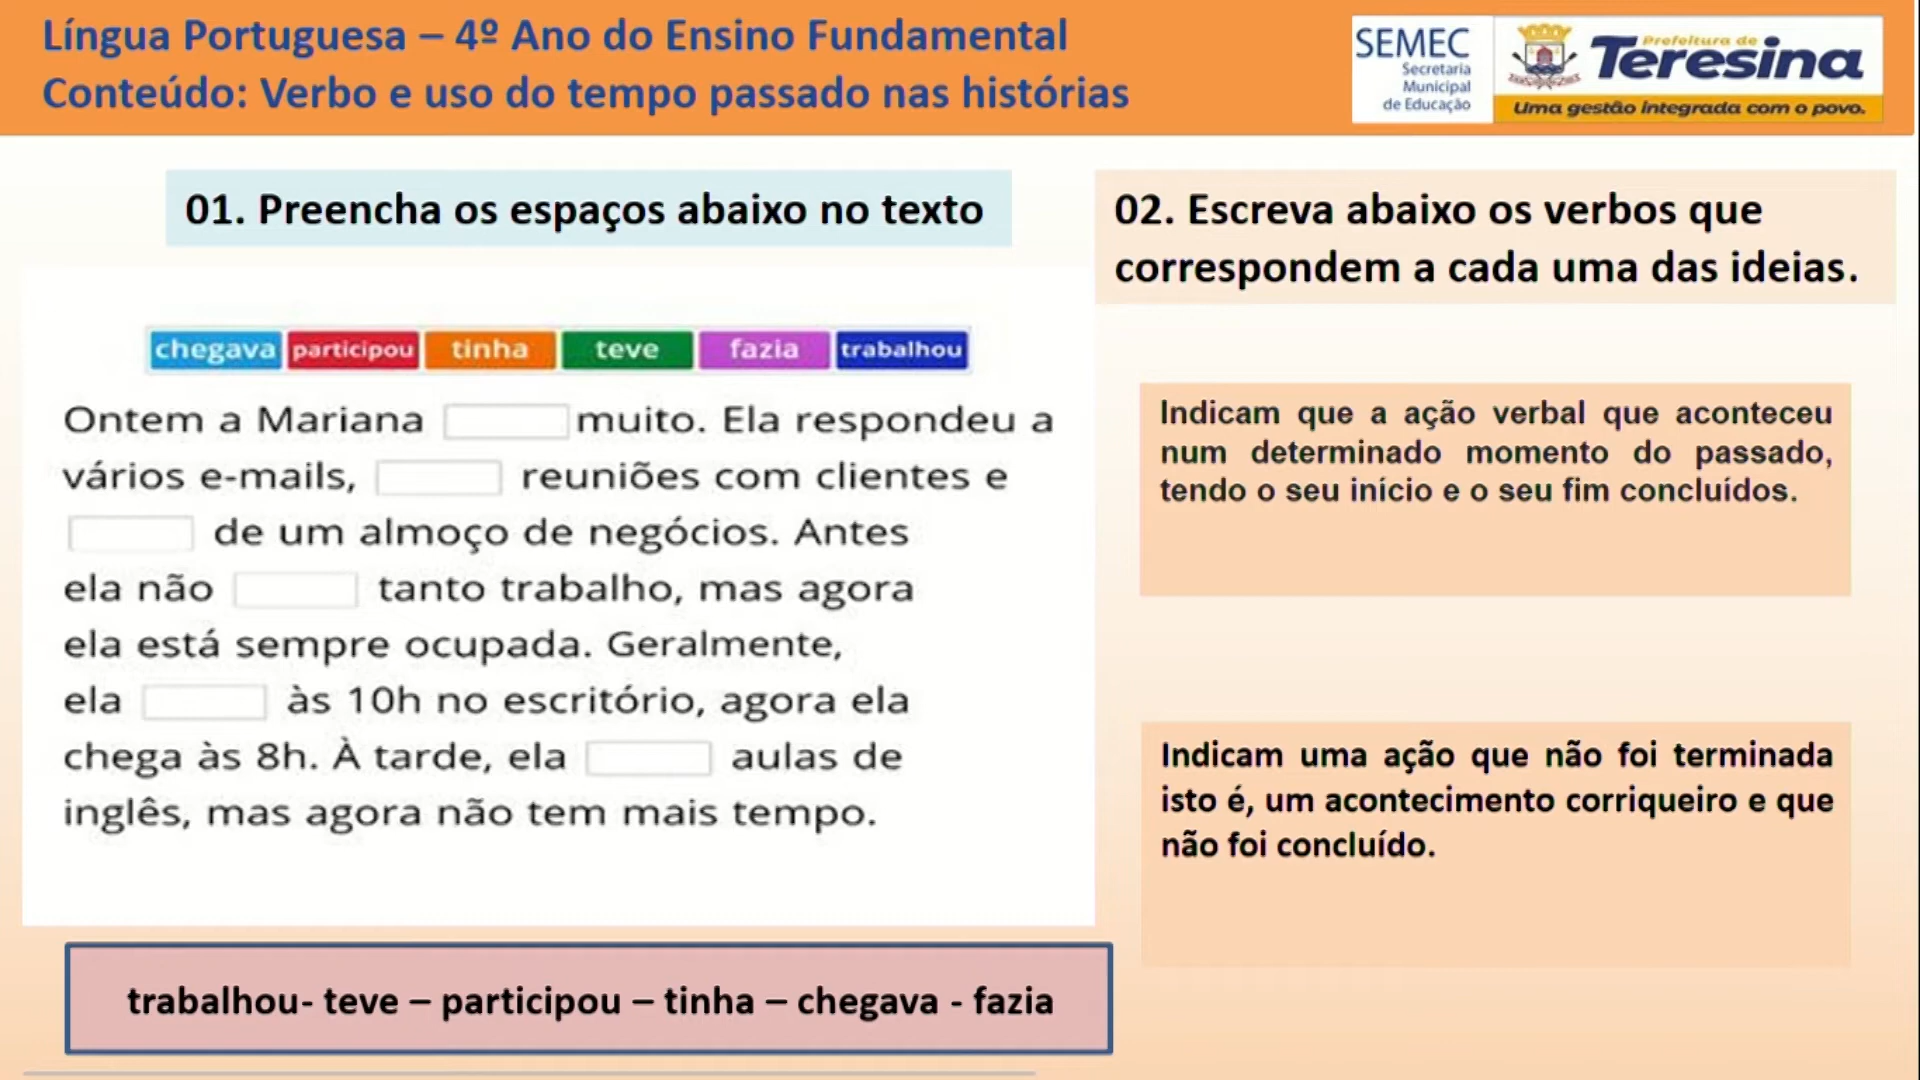 Língua Portuguesa – 4º Ano do Ensino Fundamental
Conteúdo: Verbo e uso do tempo passado nas histórias
SEMEC
Secretaria
Municipal
de Educação
Prefeitura de
Teresina
Uma gestão integrada com o povo.
01. Preencha os espaços abaixo no texto
chegava participou tinha teve fazia trabalhou
Ontem a Mariana muito. Ela respondeu a
vários e-mails, reuniões com clientes e
de um almoço de negócios. Antes
ela não tanto trabalho, mas agora
ela está sempre ocupada. Geralmente,
ela às 10h no escritório, agora ela
chega às 8h. À tarde, ela aulas de
inglês, mas agora não tem mais tempo.
trabalhou- teve – participou – tinha – chegava - fazia
02. Escreva abaixo os verbos que
correspondem a cada uma das ideias.
Indicam que a ação verbal que aconteceu
num determinado momento do passado,
tendo o seu início e o seu fim concluídos.
Indicam uma ação que não foi terminada
isto é, um acontecimento corriqueiro e que
não foi concluído.